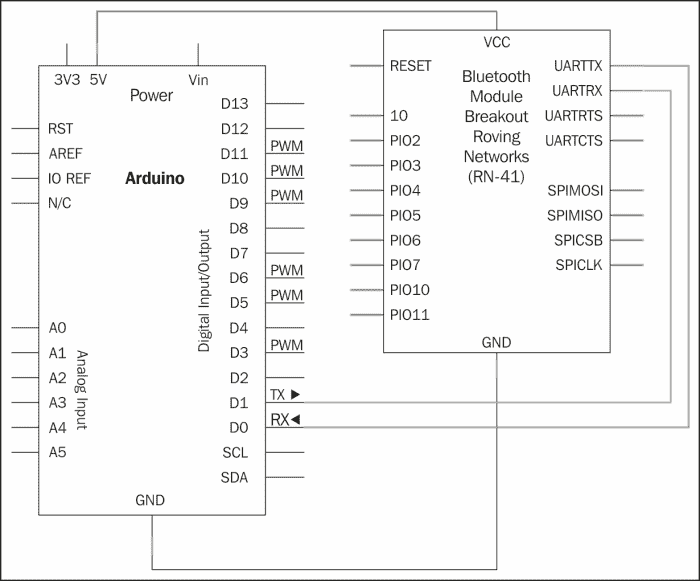 3V3 5V Vin
Power
Arduino
RST
AREF
IO REF
N/C
A0
A1
A2
A3
A4
A5
Analog Input
Digital Input/Output
D13
D12
D11 PWM
D10 PWM
D9 PWM
D8
D7
D6 PWM
D5 PWM
D4
D3 PWM
D2
D1 TX ▶
D0 RX◀
SCL
SDA
GND
VCC
Bluetooth
Module
Breakout
Roving
Networks
(RN-41)
RESET
10
PIO2
PIO3
PIO4
PIO5
PIO6
PIO7
PIO10
PIO11
UARTTX
UARTRX
UARTRTS
UARTCTS
SPIMOSI
SPIMISO
SPICSB
SPICLK
GND